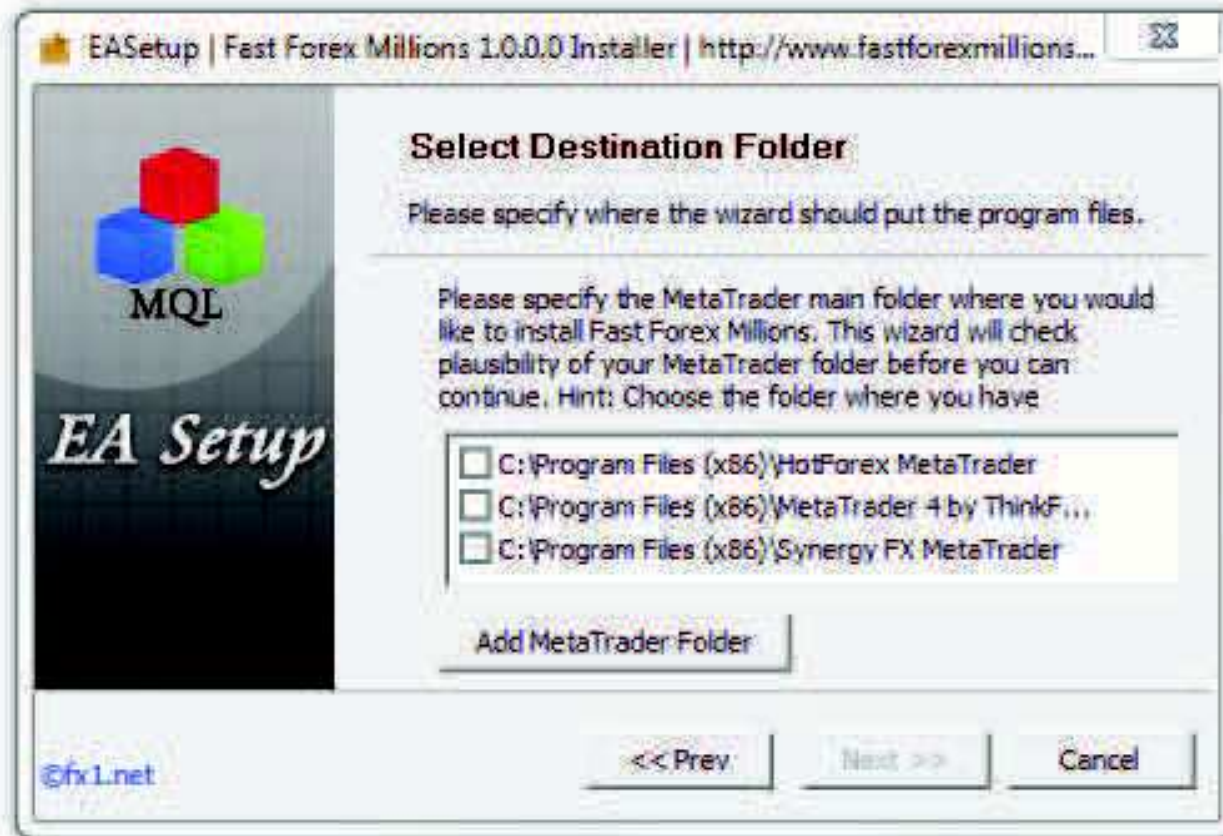 EASetup | Fast Forex Millions 1.0.0.0 Installer | http://www.fastforexmillions...
MQL
EA Setup
Select Destination Folder
Please specify where the wizard should put the program files.
Please specify the MetaTrader main folder where you would
like to install Fast Forex Millions. This wizard will check
plausibility of your MetaTrader folder before you can
continue. Hint: Choose the folder where you have
C:\Program Files (x86)\HotForex MetaTrader
C:\Program Files (x86)\MetaTrader 4 by ThinkF...
C:\Program Files (x86)\Synergy FX MetaTrader
Add MetaTrader Folder
©fx1.net
<< Prev
Next >>
Cancel